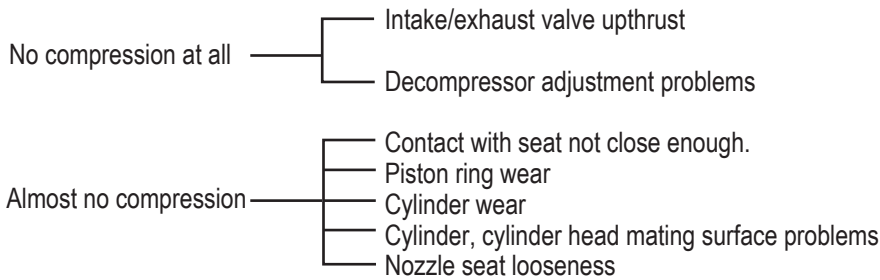 No compression at all
Intake/exhaust valve upthrust
Decompressor adjustment problems
Almost no compression
Contact with seat not close enough.
Piston ring wear
Cylinder wear
Cylinder, cylinder head mating surface problems
Nozzle seat looseness